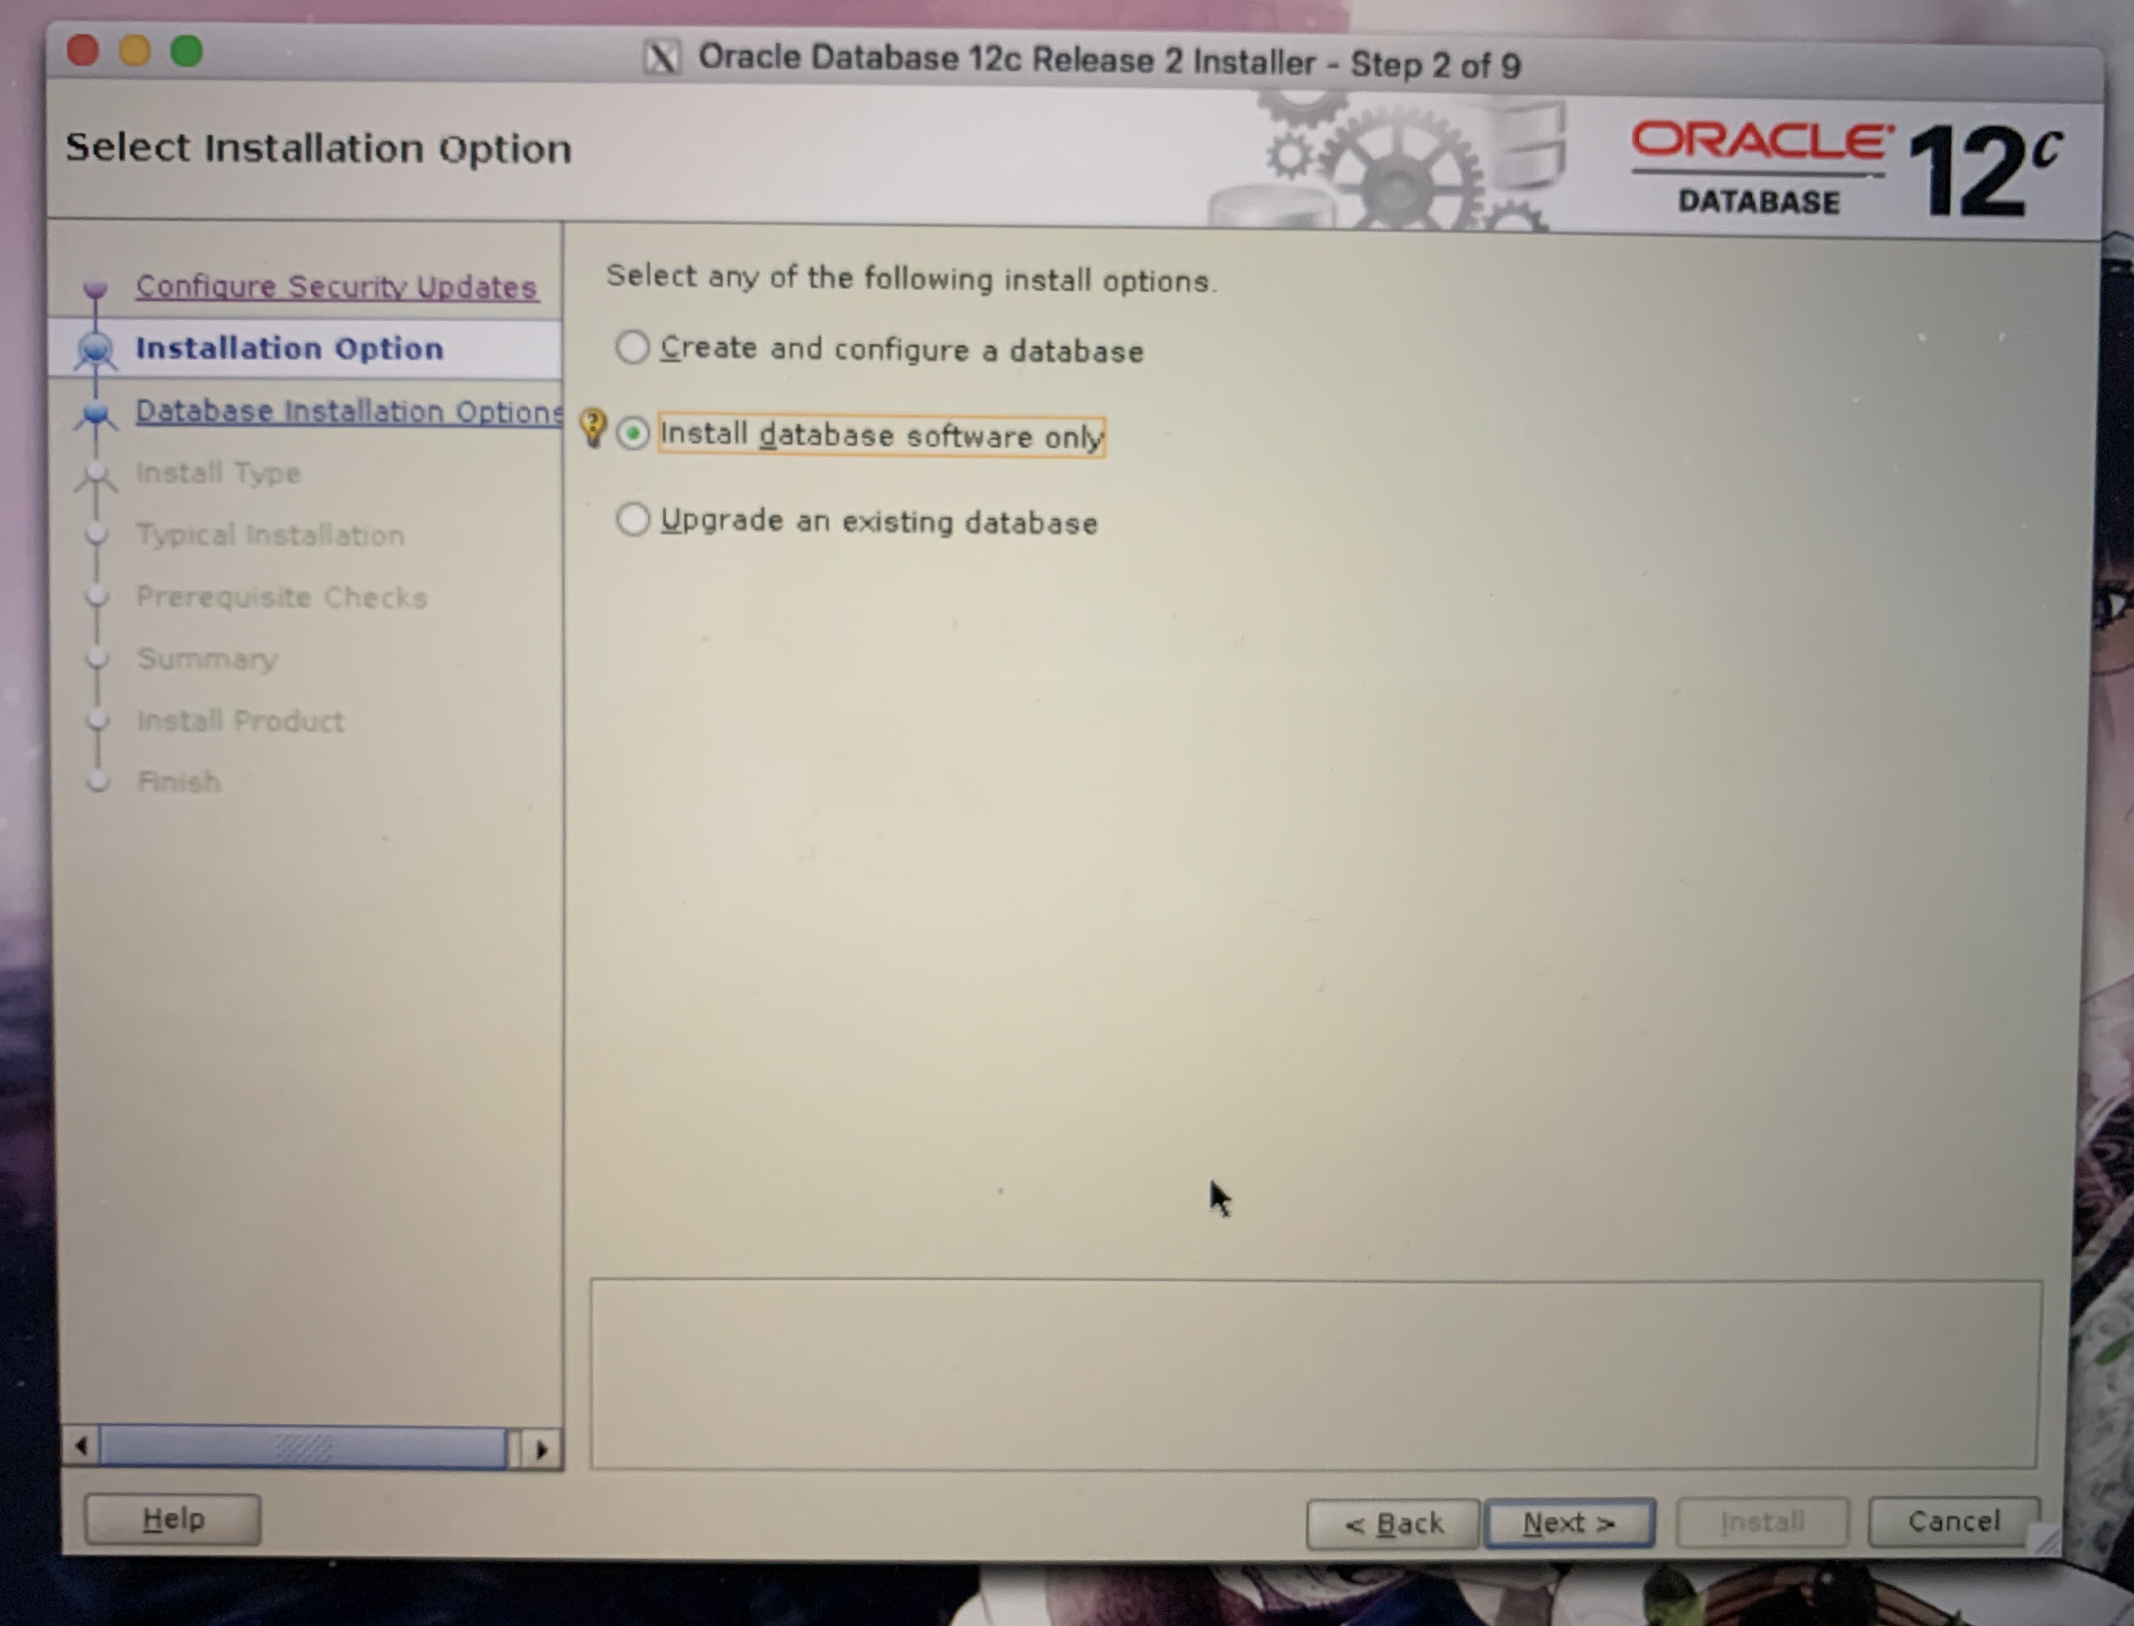 X Oracle Database 12c Release 2 Installer - Step 2 of 9
Select Installation Option
ORACLE
DATABASE
12c
Configure Security Updates
Installation Option
Database Installation Options
Install Type
Typical Installation
Prerequisite Checks
Summary
Install Product
Finish
Select any of the following install options.
Create and configure a database
Install database software only
Upgrade an existing database
Help
< Back
Next >
Install
Cancel